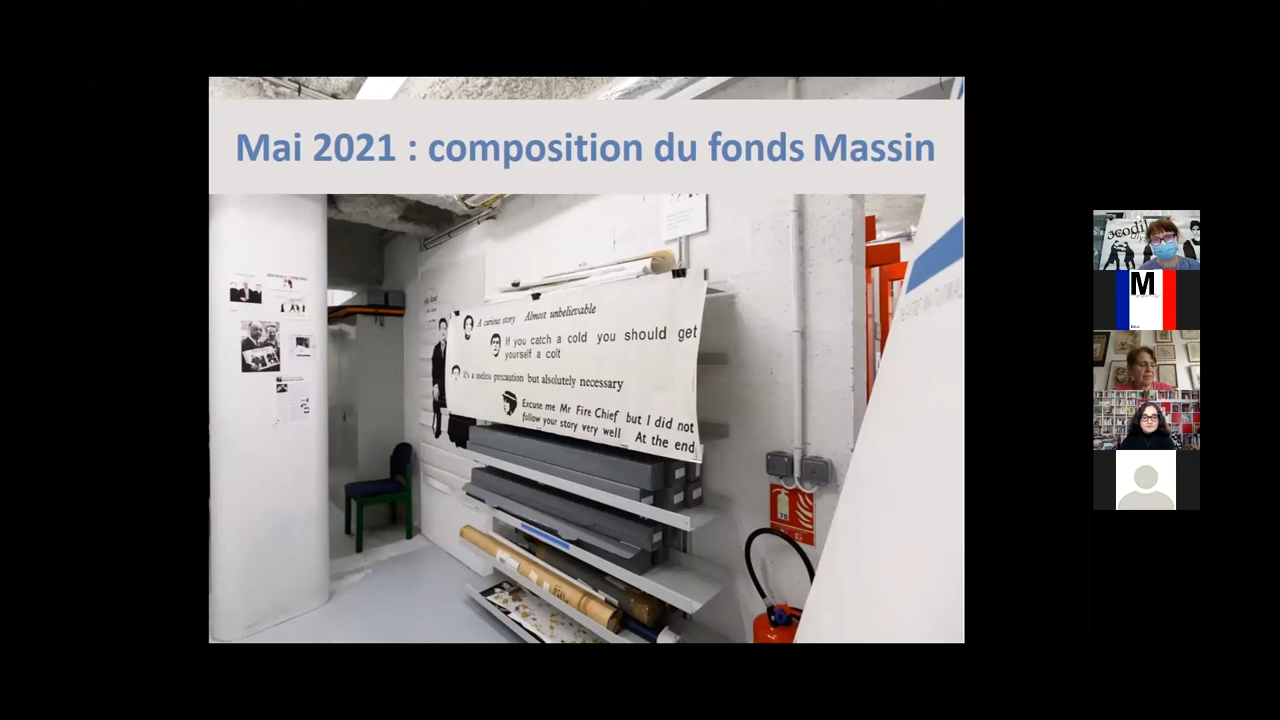 Mai 2021 : composition du fonds Massin
A curious story Almost unbelievable
If you catch a cold you should get
yourself a colt
It's a useless precaution but absolutely necessary
Excuse me Mr Fire Chief but I did not
follow your story very well At the end
70
M